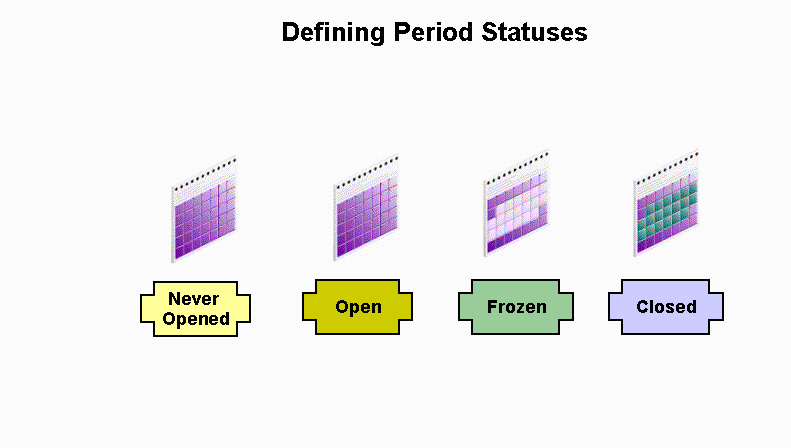 Defining Period Statuses
Never
Opened
Open
Frozen
Closed